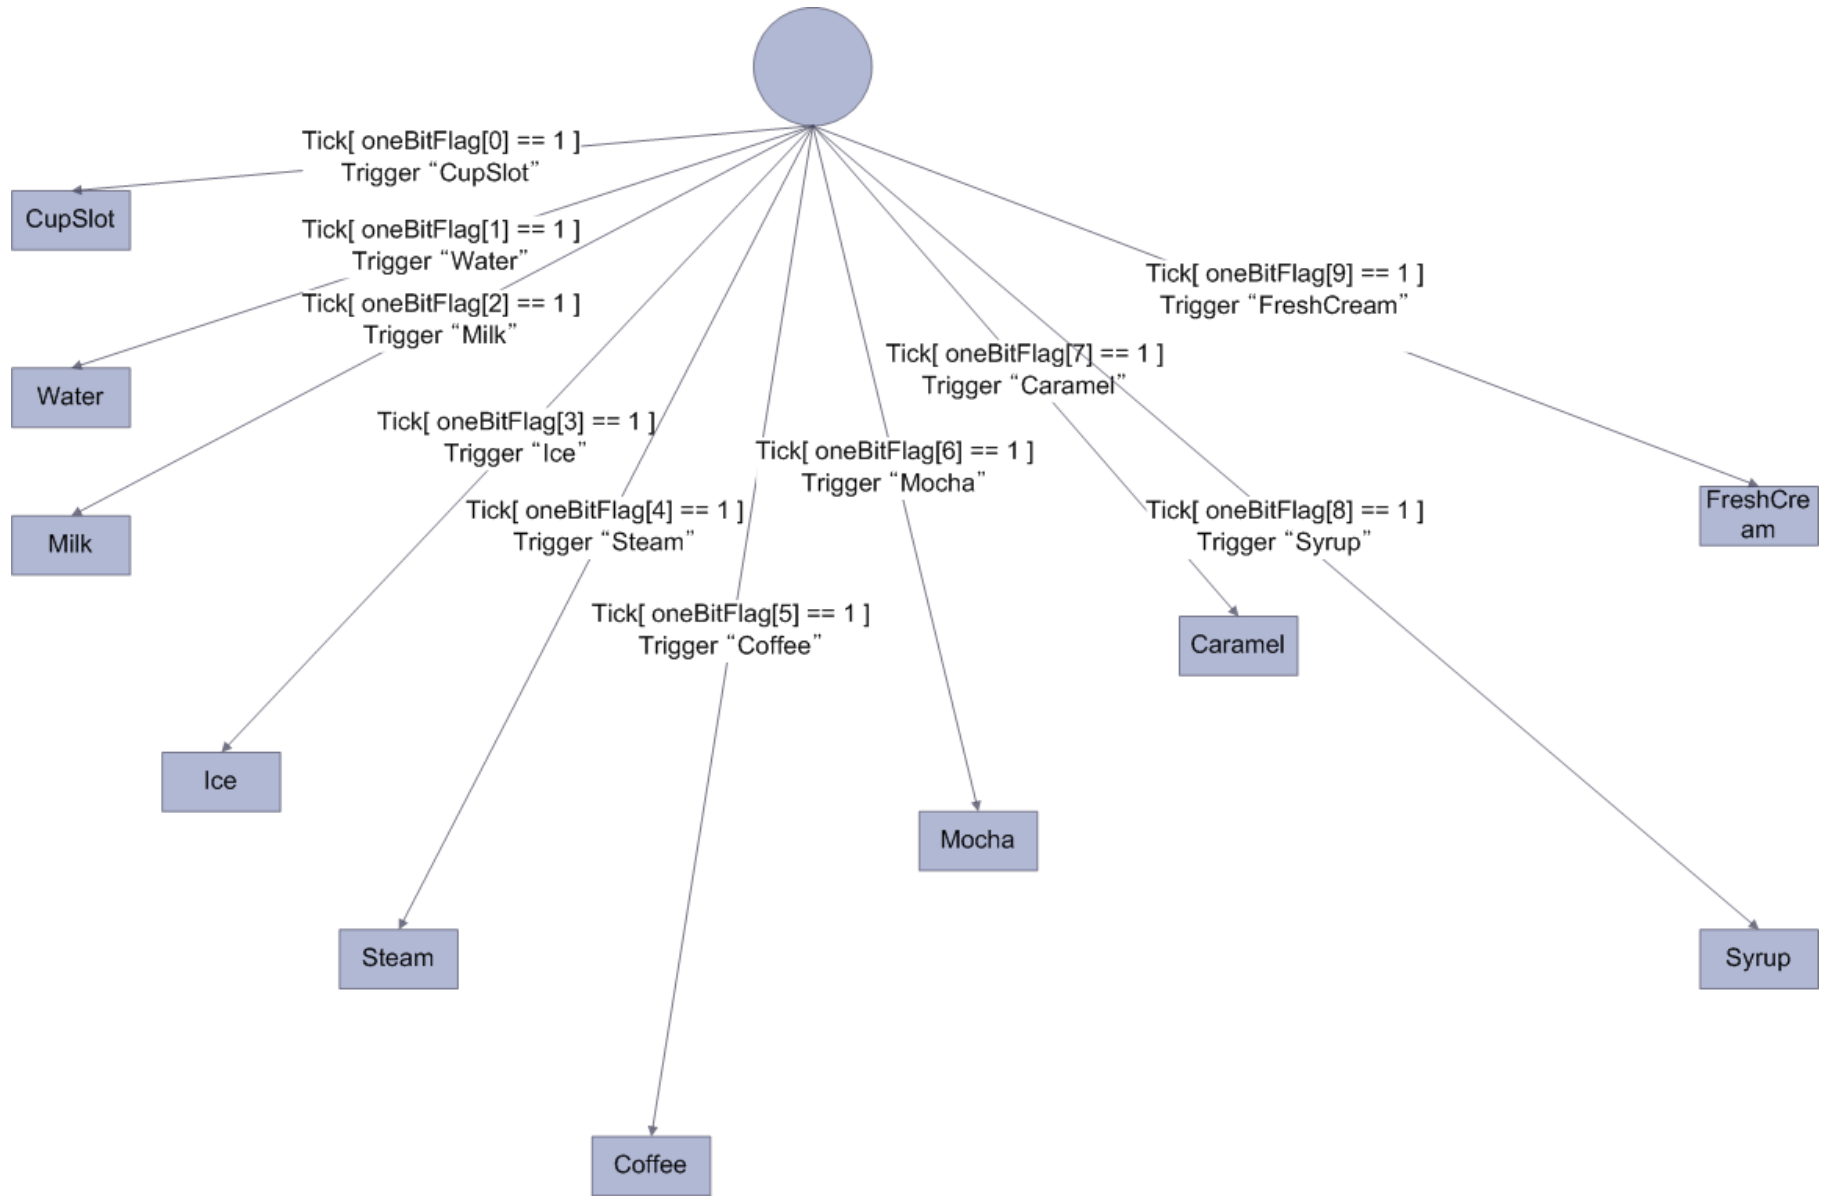 Tick[ oneBitFlag[0] == 1 ]
Trigger “CupSlot”
CupSlot
Tick[ oneBitFlag[1] == 1 ]
Trigger “Water”
Water
Tick[ oneBitFlag[2] == 1 ]
Trigger “Milk”
Milk
Tick[ oneBitFlag[3] == 1 ]
Trigger “Ice”
Ice
Tick[ oneBitFlag[4] == 1 ]
Trigger “Steam”
Steam
Tick[ oneBitFlag[5] == 1 ]
Trigger “Coffee”
Coffee
Tick[ oneBitFlag[6] == 1 ]
Trigger “Mocha”
Mocha
Tick[ oneBitFlag[7] == 1 ]
Trigger “Caramel”
Caramel
Tick[ oneBitFlag[8] == 1 ]
Trigger “Syrup”
Syrup
Tick[ oneBitFlag[9] == 1 ]
Trigger “FreshCream”
FreshCre
am